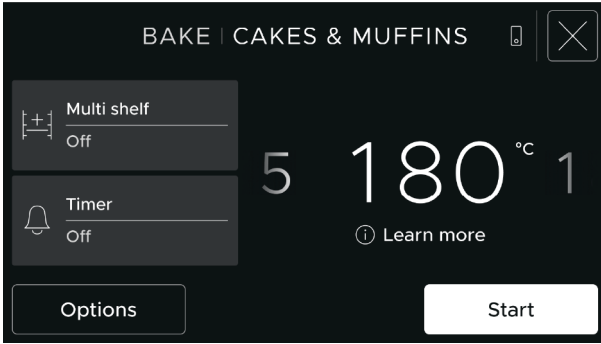 BAKE | CAKES & MUFFINS
Multi shelf
Off
Timer
Off
5 180 °C 1
Learn more
Options
Start